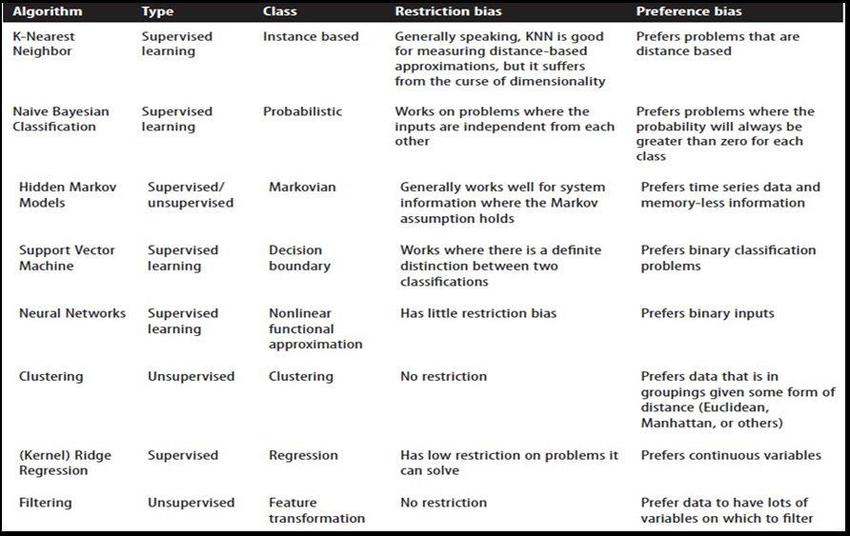 Algorithm Type Class Restriction bias Preference bias
K-Nearest Supervised Instance based Generally speaking, KNN is good Prefers problems that are
Neighbor learning for measuring distance-based distance based
approximations, but it suffers
from the curse of dimensionality
Naive Bayesian Supervised Probabilistic Works on problems where the Prefers problems where the
Classification learning inputs are independent from each probability will always be
other greater than zero for each
class
Hidden Markov Supervised/ Markovian Generally works well for system Prefers time series data and
Models unsupervised information where the Markov memory-less information
assumption holds
Support Vector Supervised Decision Works where there is a definite Prefers binary classification
Machine learning boundary distinction between two problems
classifications
Neural Networks Supervised Nonlinear Has little restriction bias Prefers binary inputs
learning functional
approximation
Clustering Unsupervised Clustering No restriction Prefers data that is in
groupings given some form of
distance (Euclidean,
Manhattan, or others)
(Kernel) Ridge Supervised Regression Has low restriction on problems it Prefers continuous variables
Regression can solve
Filtering Unsupervised Feature No restriction Prefer data to have lots of
transformation variables on which to filter